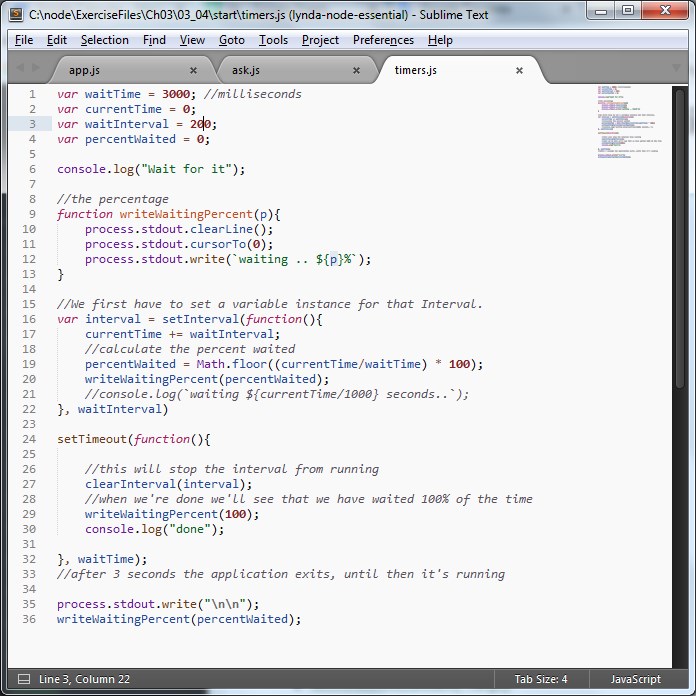 C:\node\ExerciseFiles\Ch03\03_04\start\timers.js (lynda-node-essential) - Sublime Text
File Edit Selection Find View Goto Tools Project Preferences Help
app.js × ask.js × timers.js ×
1 var waitTime = 3000; //milliseconds
2 var currentTime = 0;
3 var waitInterval = 200;
4 var percentWaited = 0;
5
6 console.log("Wait for it");
7
8 //the percentage
9 function writeWaitingPercent(p){
10 process.stdout.clearLine();
11 process.stdout.cursorTo(0);
12 process.stdout.write(`waiting .. ${p}%`);
13 }
14
15 //We first have to set a variable instance for that Interval.
16 var interval = setInterval(function(){
17 currentTime += waitInterval;
18 //calculate the percent waited
19 percentWaited = Math.floor((currentTime/waitTime) * 100);
20 writeWaitingPercent(percentWaited);
21 //console.log(`waiting ${currentTime/1000} seconds..`);
22 }, waitInterval)
23
24 setTimeout(function(){
25
26 //this will stop the interval from running
27 clearInterval(interval);
28 //when we're done we'll see that we have waited 100% of the time
29 writeWaitingPercent(100);
30 console.log("done");
31
32 }, waitTime);
33 //after 3 seconds the application exits, until then it's running
34
35 process.stdout.write("\n\n");
36 writeWaitingPercent(percentWaited);
Line 3, Column 22 Tab Size: 4 JavaScript